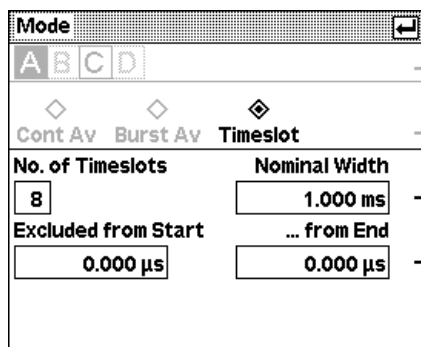 Mode
A B C D
Cont Av Burst Av Timeslot
No. of Timeslots Nominal Width
8 1.000 ms
Excluded from Start ... from End
0.000 µs 0.000 µs